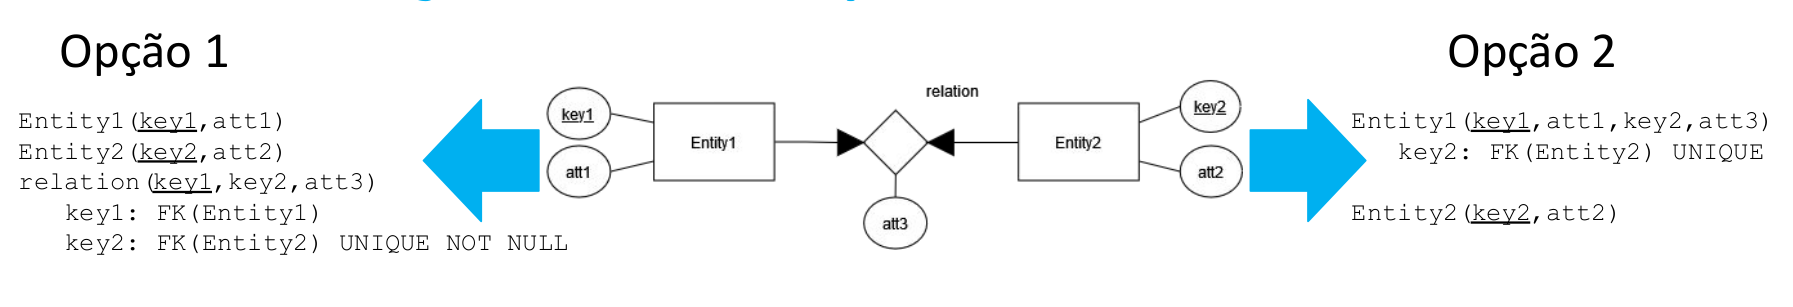 Opção 1
Entity1(key1,att1)
Entity2(key2,att2)
relation(key1,key2,att3)
key1: FK(Entity1)
key2: FK(Entity2) UNIQUE NOT NULL
relation
key1
att1
Entity1
Entity2
key2
att2
att3
Opção 2
Entity1(key1,att1,key2,att3)
key2: FK(Entity2) UNIQUE
Entity2(key2,att2)